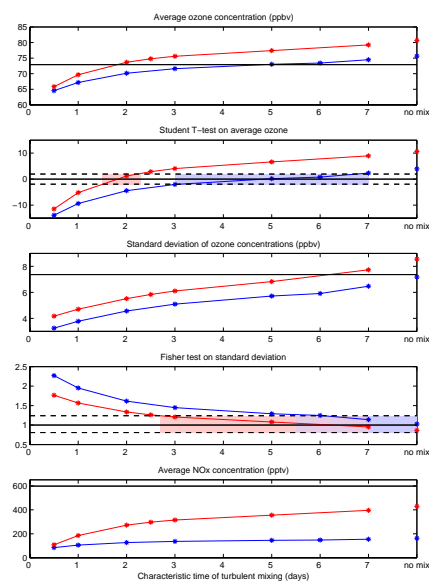 Average ozone concentration (ppbv)
85
80
75
70
65
60
0 1 2 3 4 5 6 7 no mix
Student T−test on average ozone
10
0
−10
0 1 2 3 4 5 6 7 no mix
Standard deviation of ozone concentrations (ppbv)
8
6
4
0 1 2 3 4 5 6 7 no mix
Fisher test on standard deviation
2.5
2
1.5
1
0.5
0 1 2 3 4 5 6 7 no mix
Average NOx concentration (pptv)
600
400
200
0
0 1 2 3 4 5 6 7 no mix
Characteristic time of turbulent mixing (days)